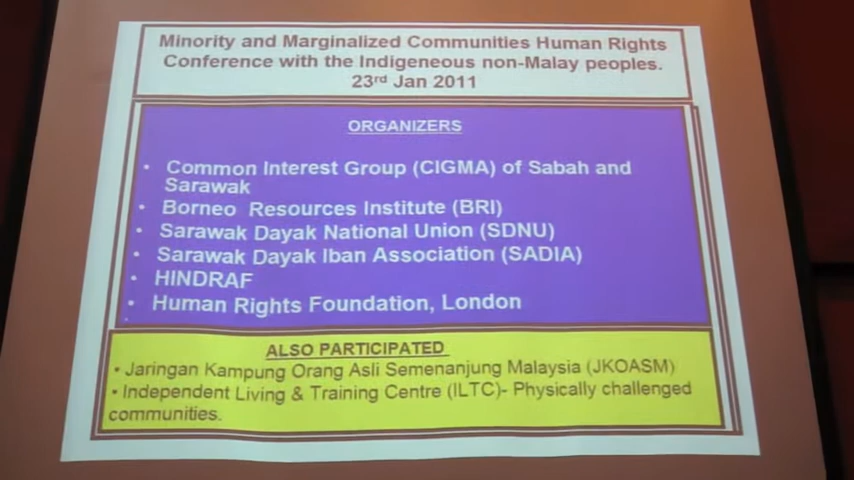 Minority and Marginalized Communities Human Rights
Conference with the Indigeneous non-Malay peoples.
23rd Jan 2011
ORGANIZERS
• Common Interest Group (CIGMA) of Sabah and
Sarawak
• Borneo Resources Institute (BRI)
• Sarawak Dayak National Union (SDNU)
• Sarawak Dayak Iban Association (SADIA)
• HINDRAF
• Human Rights Foundation, London
ALSO PARTICIPATED
• Jaringan Kampung Orang Asli Semenanjung Malaysia (JKOASM)
• Independent Living & Training Centre (ILTC)- Physically challenged
communities.